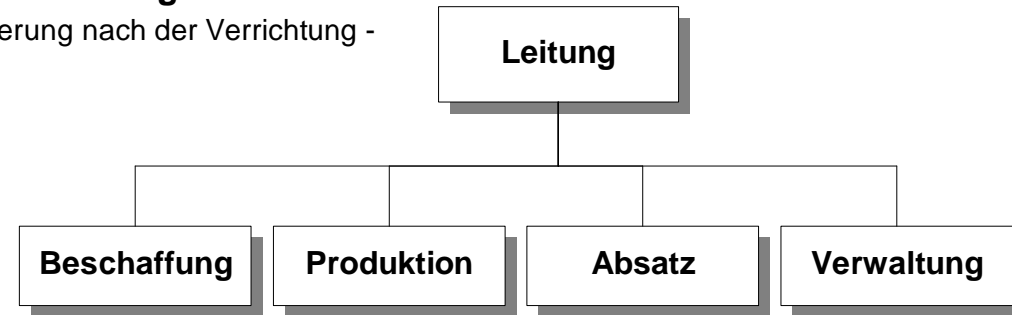 erung nach der Verrichtung -
Leitung
Beschaffung
Produktion
Absatz
Verwaltung